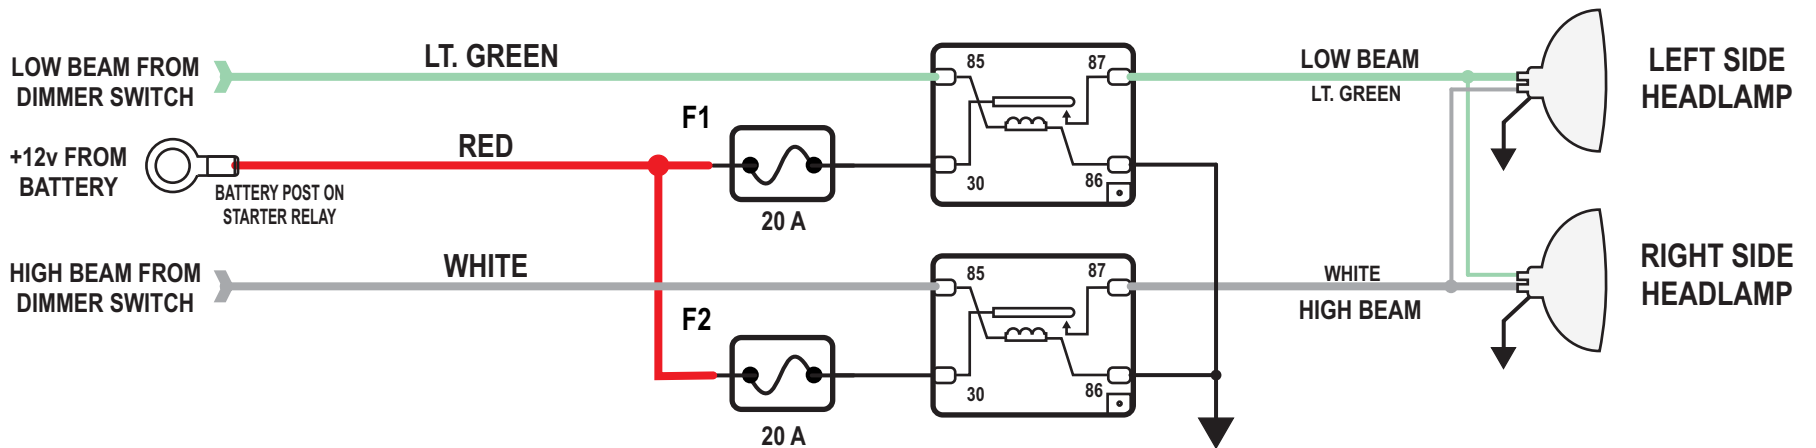 LOW BEAM FROM
DIMMER SWITCH
LT. GREEN
+12v FROM
BATTERY
RED
BATTERY POST ON
STARTER RELAY
HIGH BEAM FROM
DIMMER SWITCH
WHITE
F1
20 A
F2
20 A
85
87
30
86
85
87
30
86
LOW BEAM
LT. GREEN
WHITE
HIGH BEAM
LEFT SIDE
HEADLAMP
RIGHT SIDE
HEADLAMP